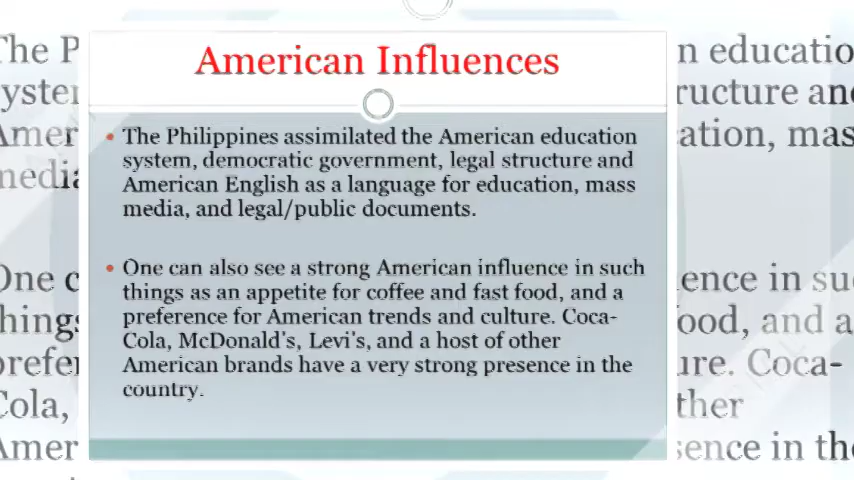 American Influences
The Philippines assimilated the American education
system, democratic government, legal structure and
American English as a language for education, mass
media, and legal/public documents.
One can also see a strong American influence in such
things as an appetite for coffee and fast food, and a
preference for American trends and culture. Coca-
Cola, McDonald's, Levi's, and a host of other
American brands have a very strong presence in the
country.